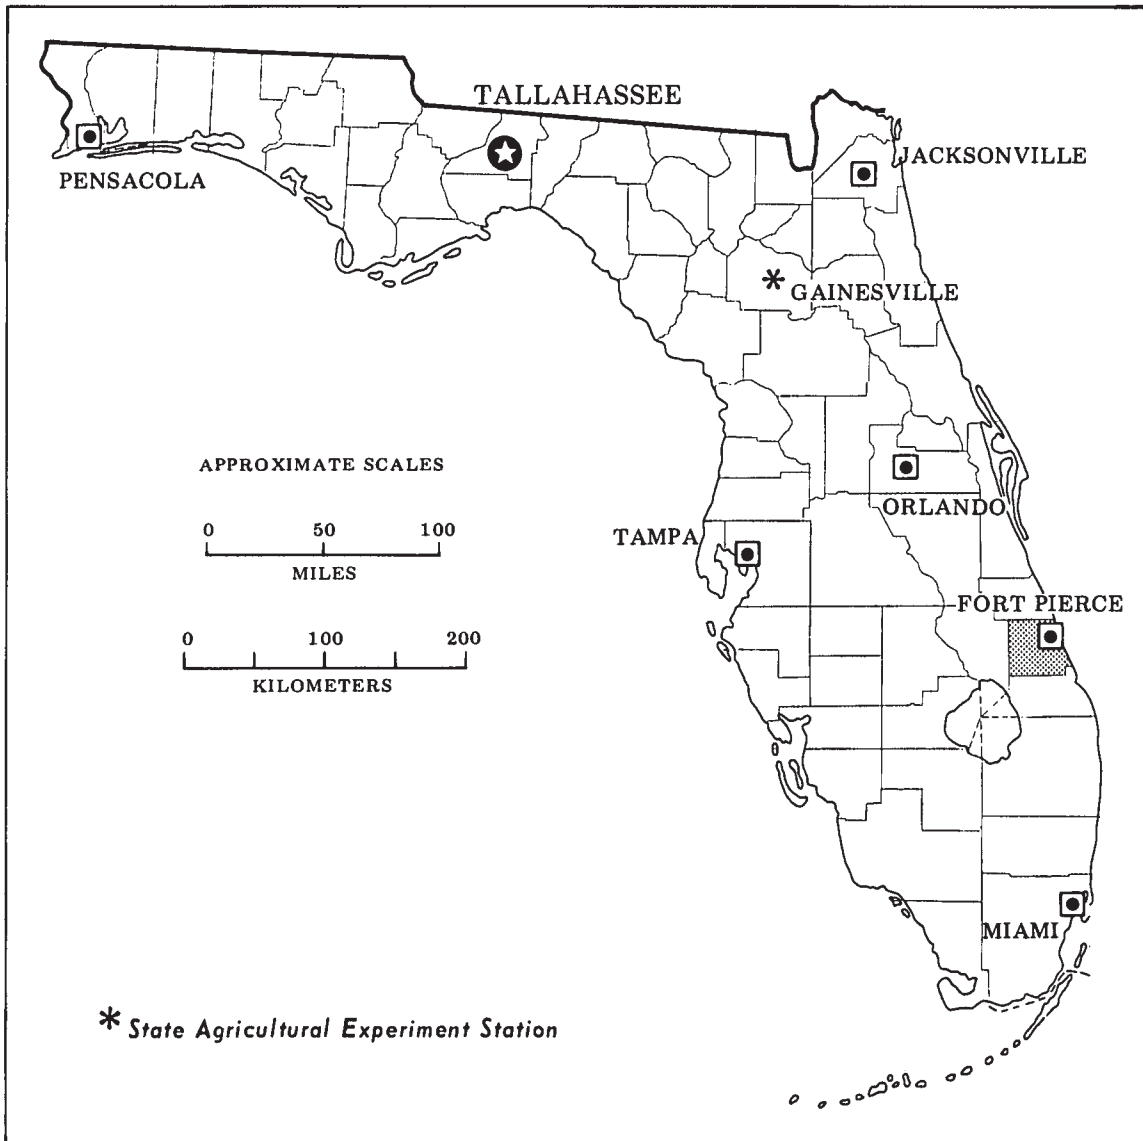 TALLAHASSEE
JACKSONVILLE
PENSACOLA
GAINESVILLE
APPROXIMATE SCALES
0 50 100
MILES
ORLANDO
TAMPA
FORT PIERCE
0 100 200
KILOMETERS
MIAMI
* State Agricultural Experiment Station